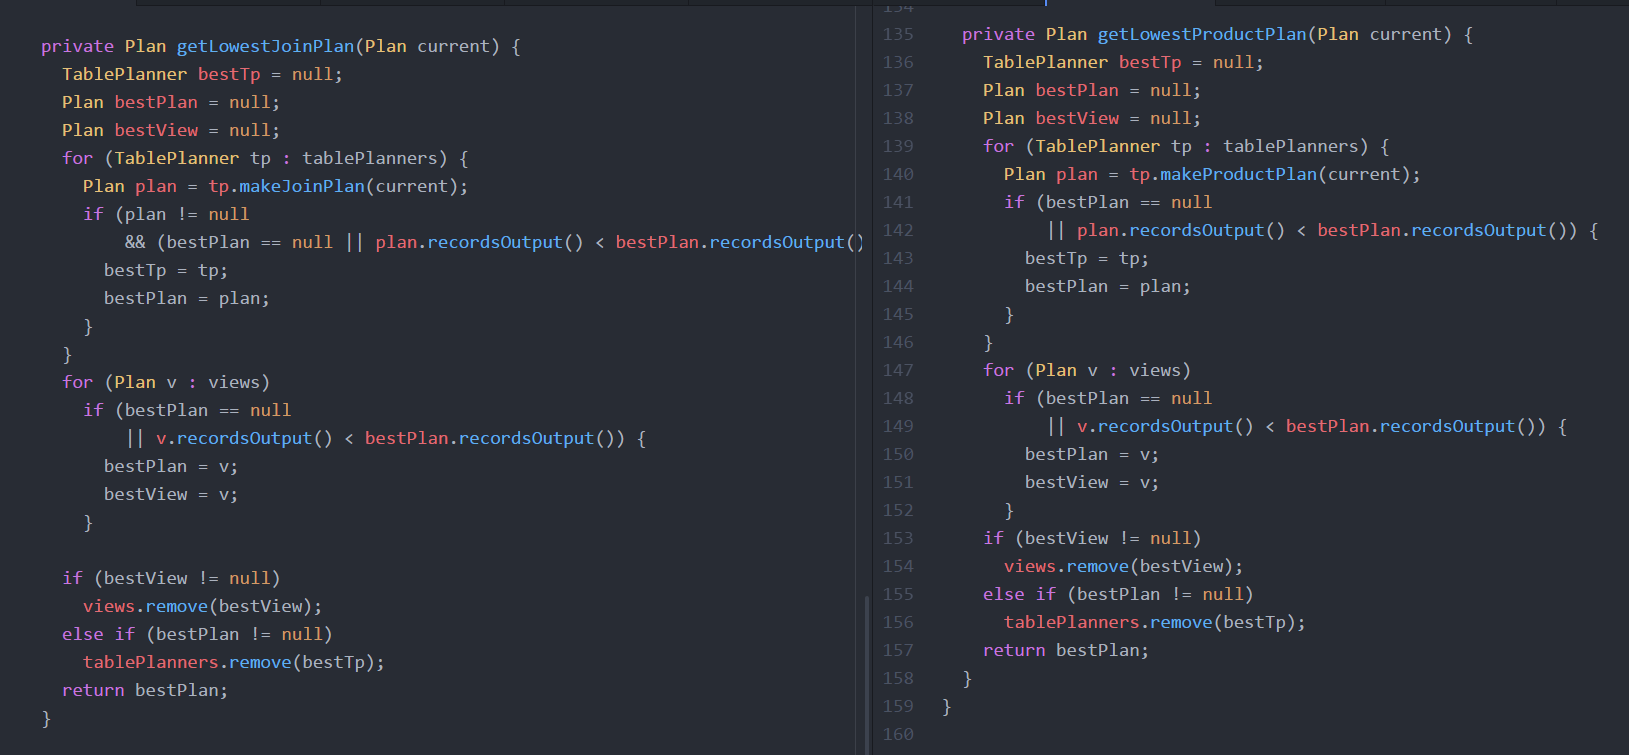 private Plan getLowestJoinPlan(Plan current) {
TablePlanner bestTp = null;
Plan bestPlan = null;
Plan bestView = null;
for (TablePlanner tp : tablePlanners) {
Plan plan = tp.makeJoinPlan(current);
if (plan != null
&& (bestPlan == null || plan.recordsOutput() < bestPlan.recordsOutput()
bestTp = tp;
bestPlan = plan;
}
}
for (Plan v : views)
if (bestPlan == null
|| v.recordsOutput() < bestPlan.recordsOutput()) {
bestPlan = v;
bestView = v;
}
if (bestView != null)
views.remove(bestView);
else if (bestPlan != null)
tablePlanners.remove(bestTp);
return bestPlan;
}
134
135 private Plan getLowestProductPlan(Plan current) {
136 TablePlanner bestTp = null;
137 Plan bestPlan = null;
138 Plan bestView = null;
139 for (TablePlanner tp : tablePlanners) {
140 Plan plan = tp.makeProductPlan(current);
141 if (bestPlan == null
142 || plan.recordsOutput() < bestPlan.recordsOutput()) {
143 bestTp = tp;
144 bestPlan = plan;
145 }
146 }
147 for (Plan v : views)
148 if (bestPlan == null
149 || v.recordsOutput() < bestPlan.recordsOutput()) {
150 bestPlan = v;
151 bestView = v;
152 }
153 if (bestView != null)
154 views.remove(bestView);
155 else if (bestPlan != null)
156 tablePlanners.remove(bestTp);
157 return bestPlan;
158 }
159 }
160